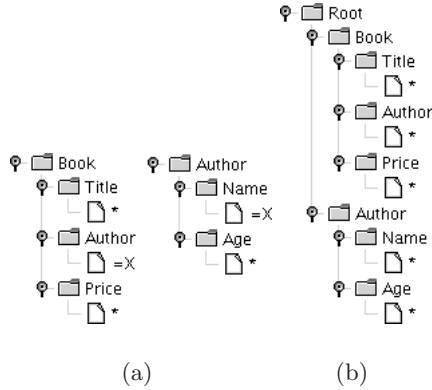 Book
Title
*
Author
=X
Price
*
Author
Name
=X
Age
*
(a)
Root
Book
Title
*
Author
*
Price
*
Author
Name
*
Age
*
(b)